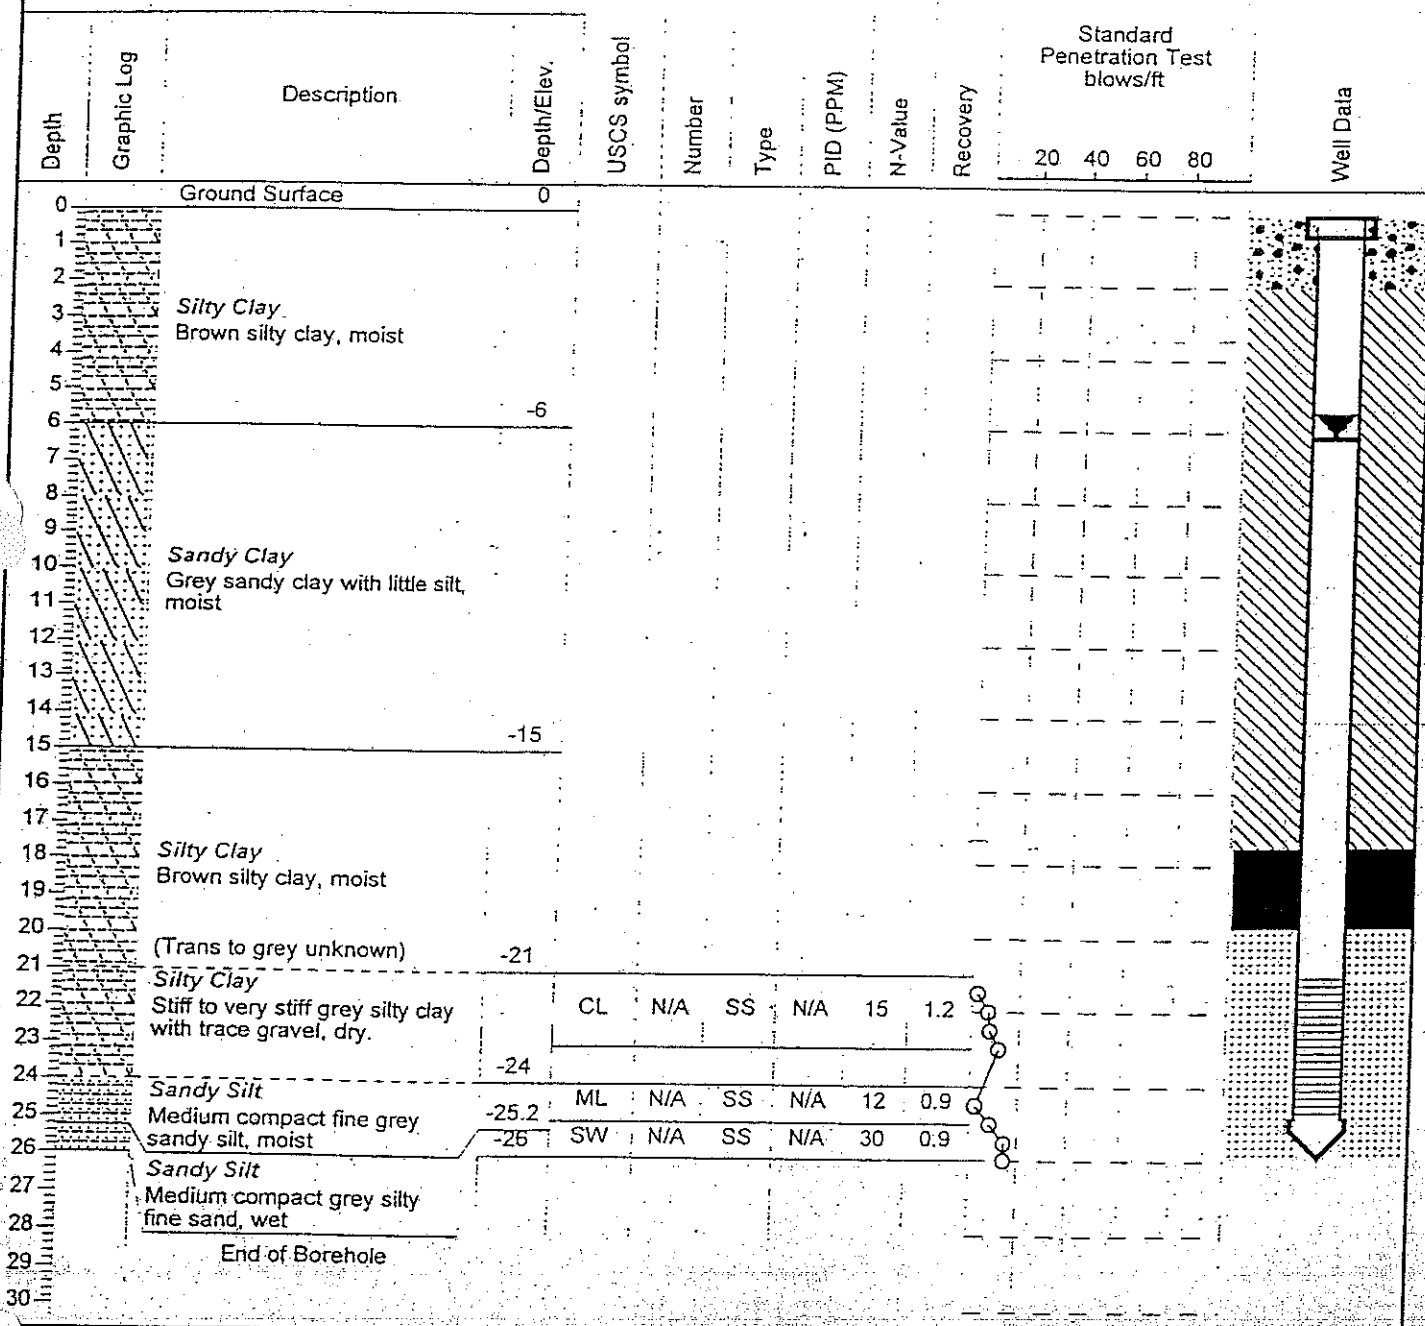 Standard
Penetration Test
blows/ft
Depth
Graphic Log
Description
Depth/Elev.
USCS symbol
Number
Type
PID (PPM)
N-Value
Recovery
20 40 60 80
Well Data
Ground Surface 0
0
1
2
3
4
5
6
7
8
9
10
11
12
13
14
15
16
17
18
19
20
21
22
23
24
25
26
27
28
29
30
Silty Clay
Brown silty clay, moist
-6
Sandy Clay
Grey sandy clay with little silt,
moist
-15
Silty Clay
Brown silty clay, moist
(Trans to grey unknown) -21
Silty Clay
Stiff to very stiff grey silty clay
with trace gravel, dry.
CL N/A SS N/A 15 1.2
-24
Sandy Silt
Medium compact fine grey
sandy silt, moist
ML N/A SS N/A 12 0.9
-25.2
-26 SW N/A SS N/A 30 0.9
Sandy Silt
Medium compact grey silty
fine sand, wet
End of Borehole